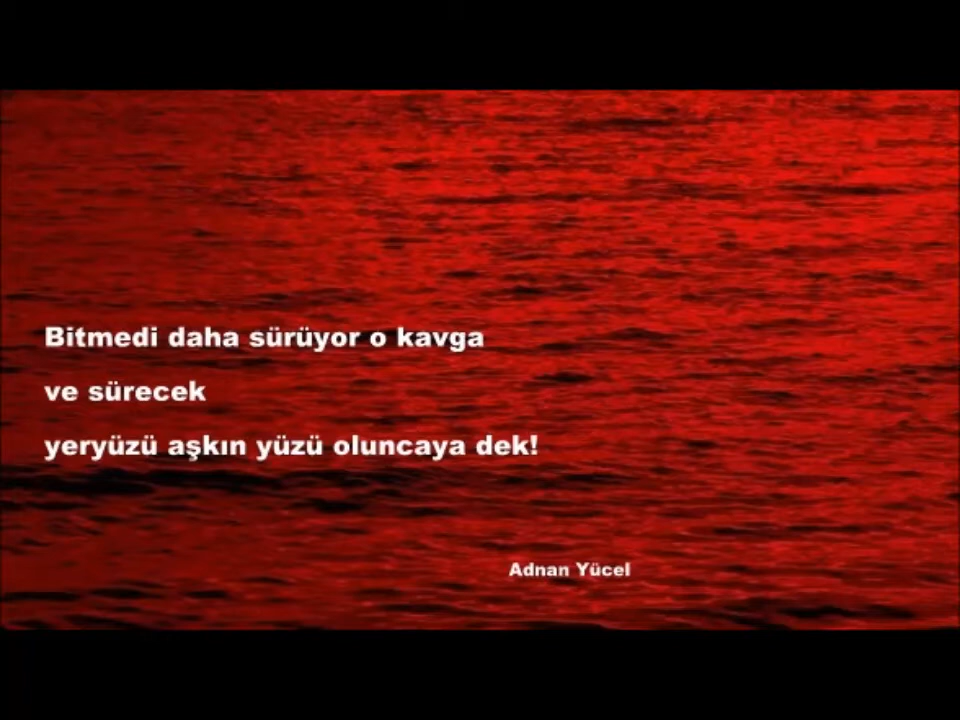 Bitmedi daha sürüyor o kavga
ve sürecek
yeryüzü aşkın yüzü oluncaya dek!
Adnan Yücel